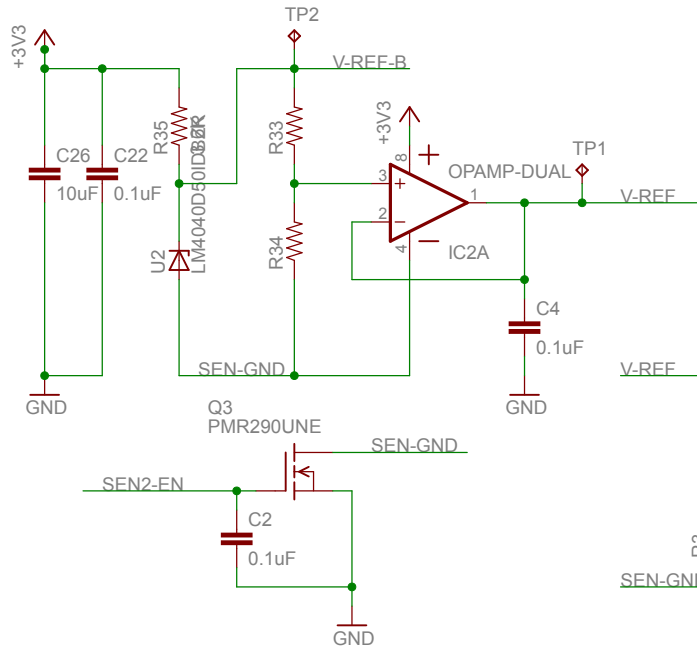 TP2
+3V3
V-REF-B
R35
R33
+3V3
TP1
C26
C22
10uF
0.1uF
8
OPAMP-DUAL
3
+
1
V-REF
2
−
4
IC2A
U2
LM4040D50ID
R34
C4
0.1uF
SEN-GND
V-REF
GND
GND
Q3
PMR290UNE
SEN-GND
SEN2-EN
C2
0.1uF
SEN-GND
GND